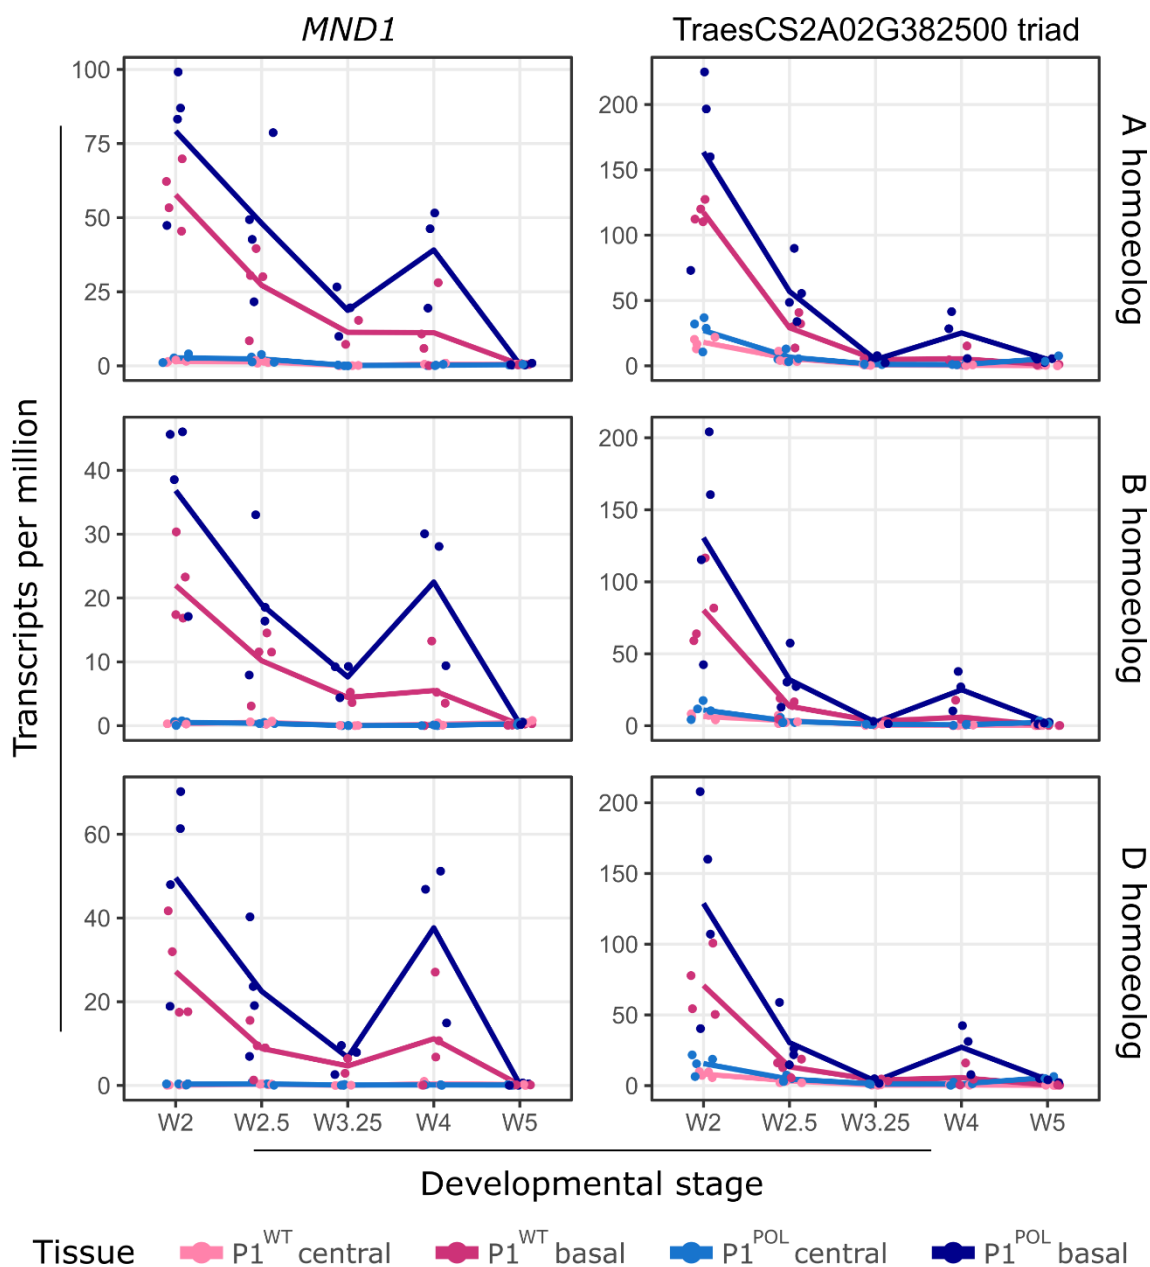 MND1
TraesCS2A02G382500 triad
100
75
50
25
0
200
150
100
50
0
A homoeolog
40
30
20
10
0
200
150
100
50
0
B homoeolog
60
40
20
0
200
150
100
50
0
D homoeolog
Transcripts per million
W2 W2.5 W3.25 W4 W5
W2 W2.5 W3.25 W4 W5
Developmental stage
Tissue P1WT central P1WT basal P1POL central P1POL basal